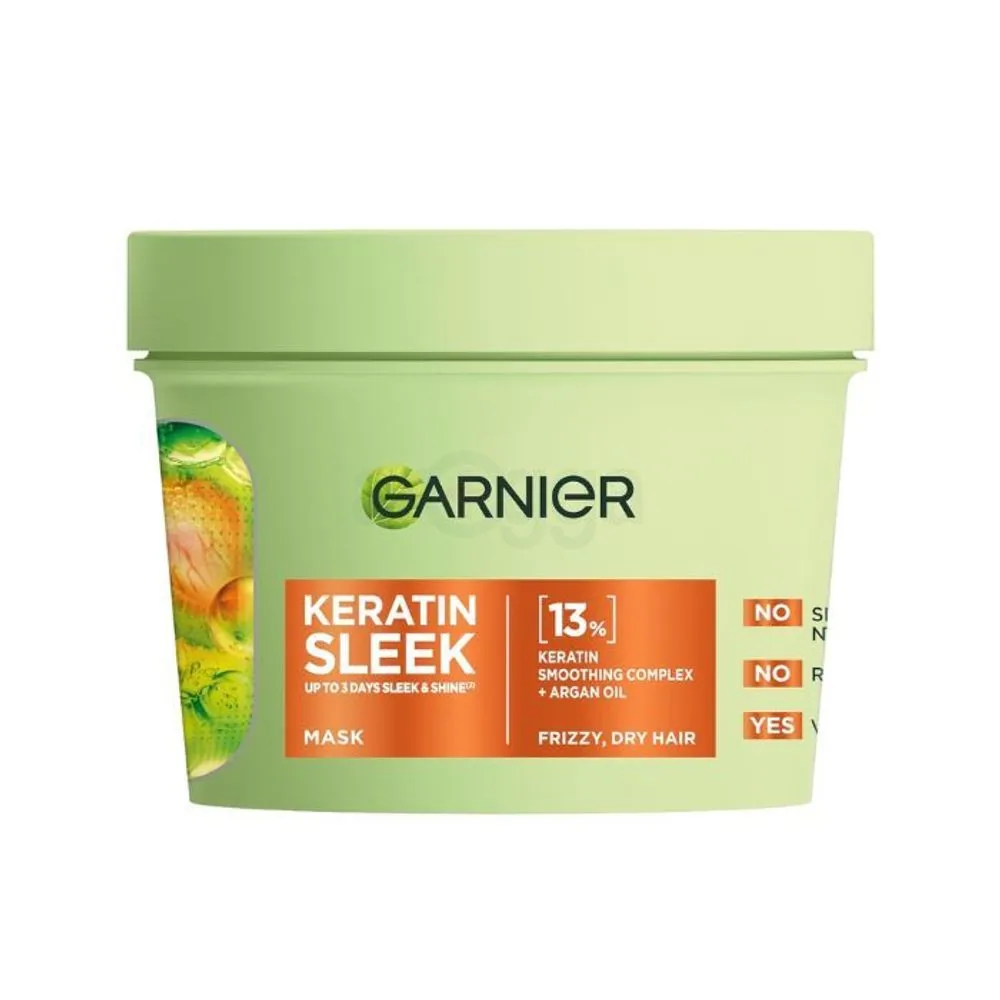 GARNIER
KERATIN
SLEEK
UP TO 3 DAYS SLEEK & SHINE(2)
MASK
[13%]
KERATIN
SMOOTHING COMPLEX
+ ARGAN OIL
FRIZZY, DRY HAIR
NO
NO
YES